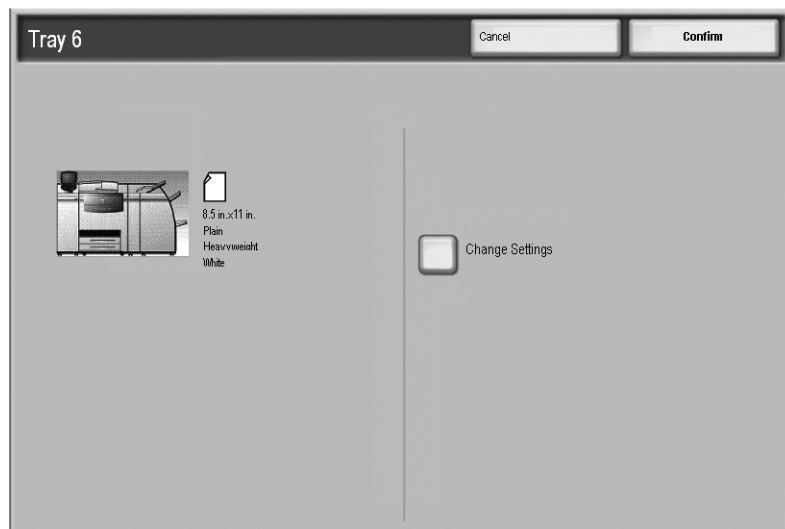 Tray 6
Cancel
Confirm
8.5 in.x11 in.
Plain
Heavyweight
White
Change Settings